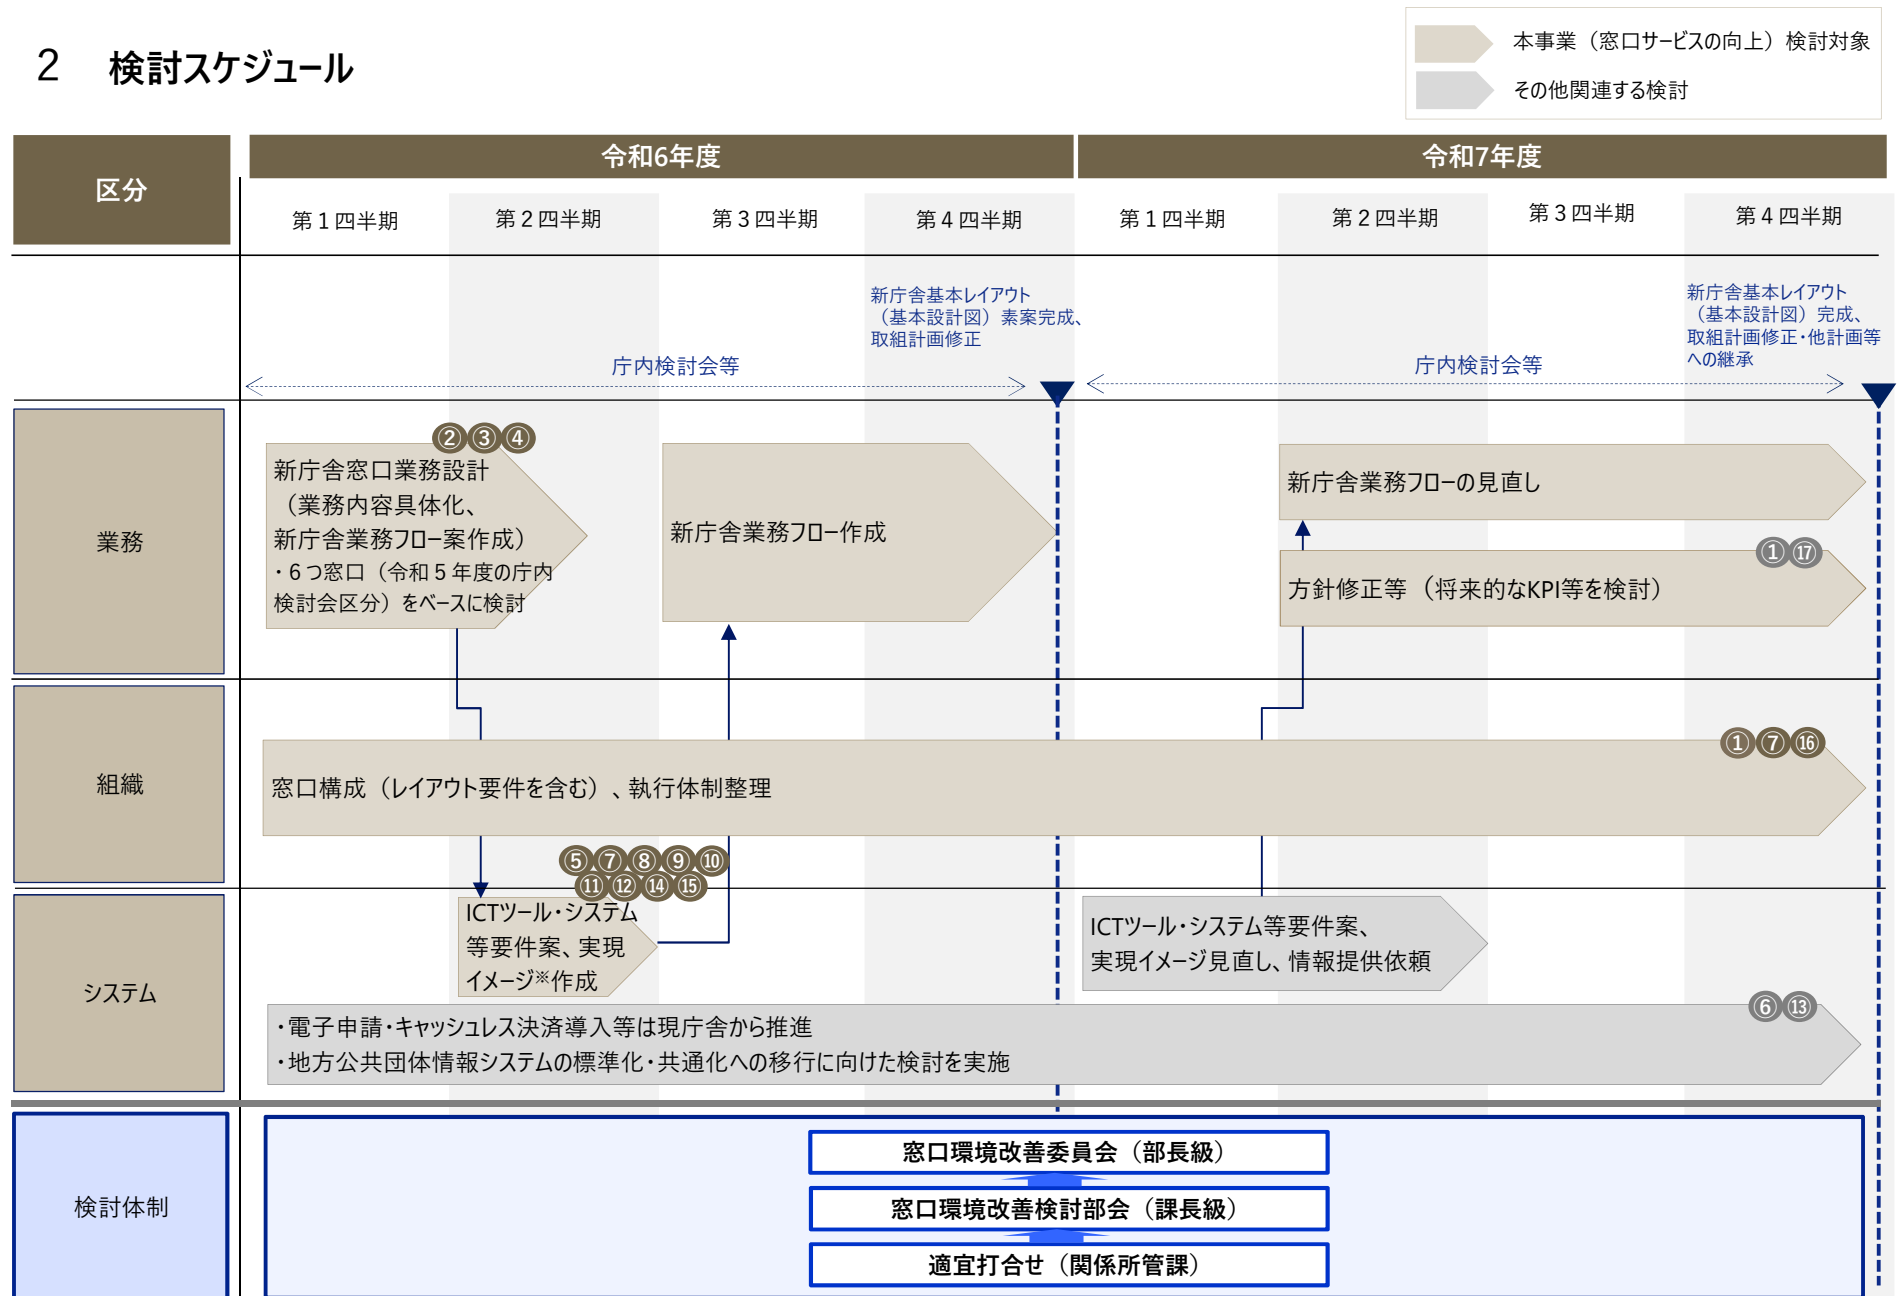 2 検討スケジュール
本事業（窓口サービスの向上）検討対象
その他関連する検討
区分
令和6年度
令和7年度
第1四半期
第2四半期
第3四半期
第4四半期
第1四半期
第2四半期
第3四半期
第4四半期
新庁舎基本レイアウト
（基本設計図）素案完成、
取組計画修正
新庁舎基本レイアウト
（基本設計図）完成、
取組計画修正・他計画等
への継承
庁内検討会等
庁内検討会等
業務
②③④
新庁舎窓口業務設計
（業務内容具体化、
新庁舎業務フロー案作成）
・6つ窓口（令和5年度の庁内
検討会区分）をベースに検討
新庁舎業務フロー作成
新庁舎業務フローの見直し
①⑰
方針修正等（将来的なKPI等を検討）
組織
①⑦⑯
窓口構成（レイアウト要件を含む）、執行体制整理
システム
⑤⑦⑧⑨⑩
⑪⑫⑭⑮
ICTツール・システム
等要件案、実現
イメージ※作成
ICTツール・システム等要件案、
実現イメージ見直し、情報提供依頼
⑥⑬
・電子申請・キャッシュレス決済導入等は現庁舎から推進
・地方公共団体情報システムの標準化・共通化への移行に向けた検討を実施
検討体制
窓口環境改善委員会（部長級）
窓口環境改善検討部会（課長級）
適宜打合せ（関係所管課）